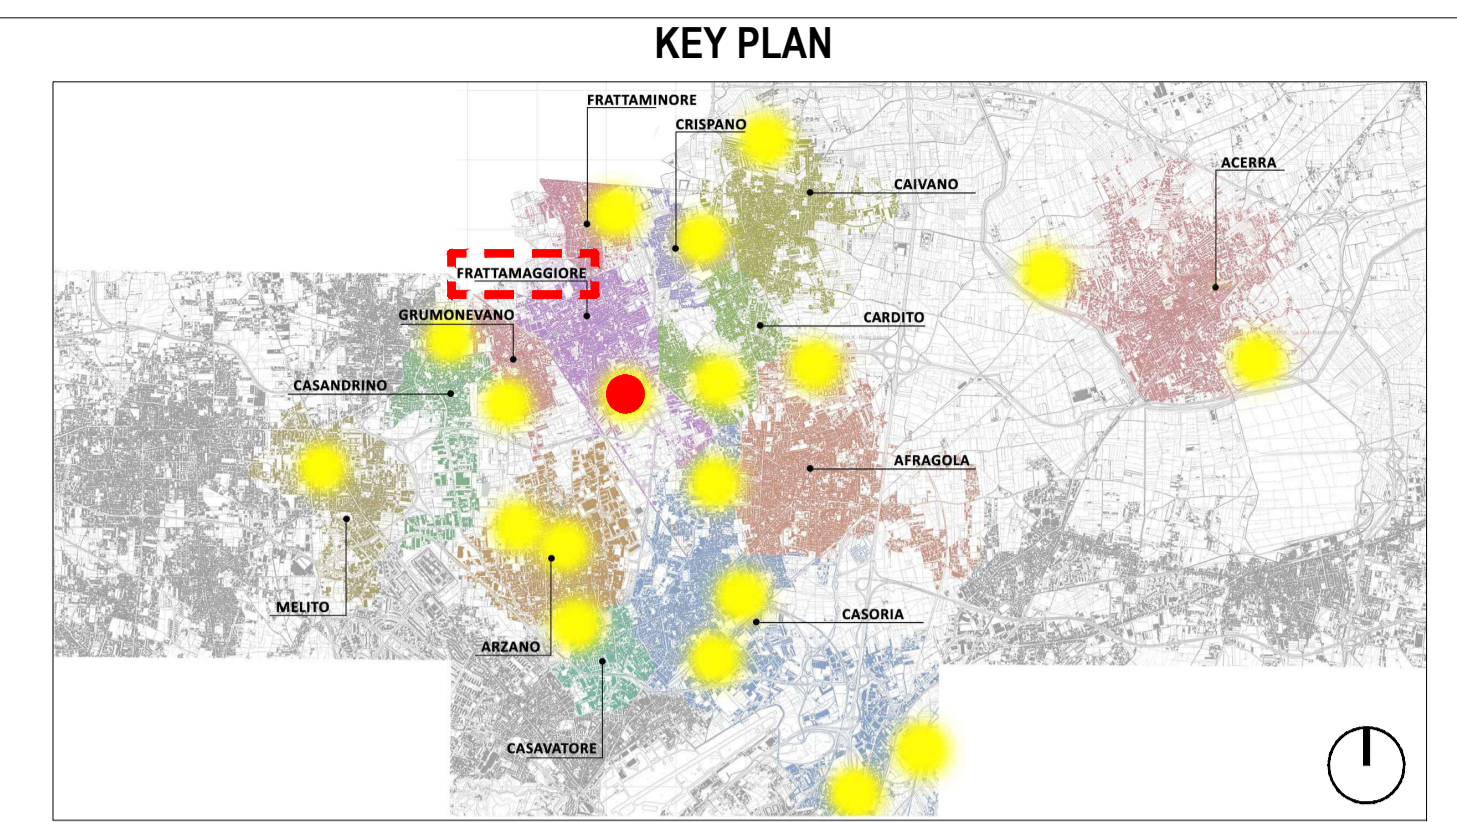 KEY PLAN
FRATTAMINORE
CRISPANO
ACERRA
CAIVANO
FRATTAMAGGIORE
GRUMONEVANO
CARDITO
CASANDRINO
AFRAGOLA
MELITO
CASORIA
ARZANO
CASAVATORE